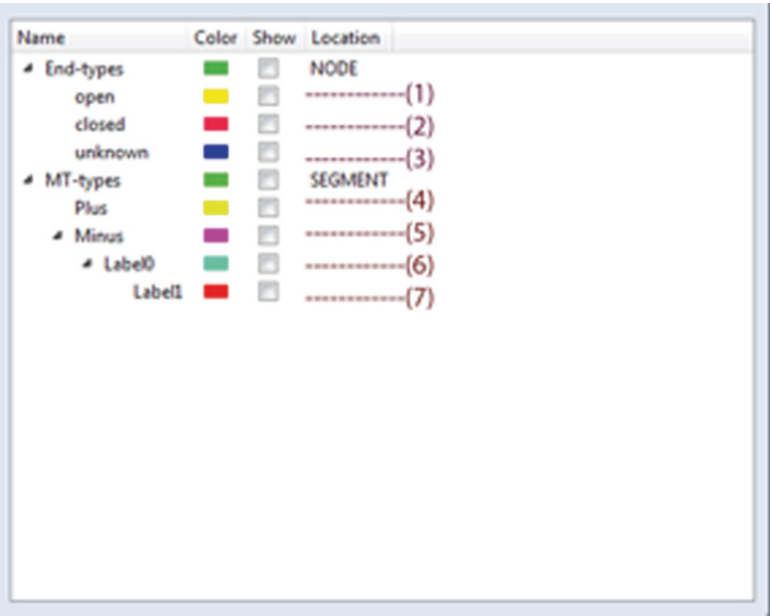 Name Color Show Location
End-types NODE
open (1)
closed (2)
unknown (3)
MT-types SEGMENT
Plus (4)
Minus (5)
Label0 (6)
Label1 (7)